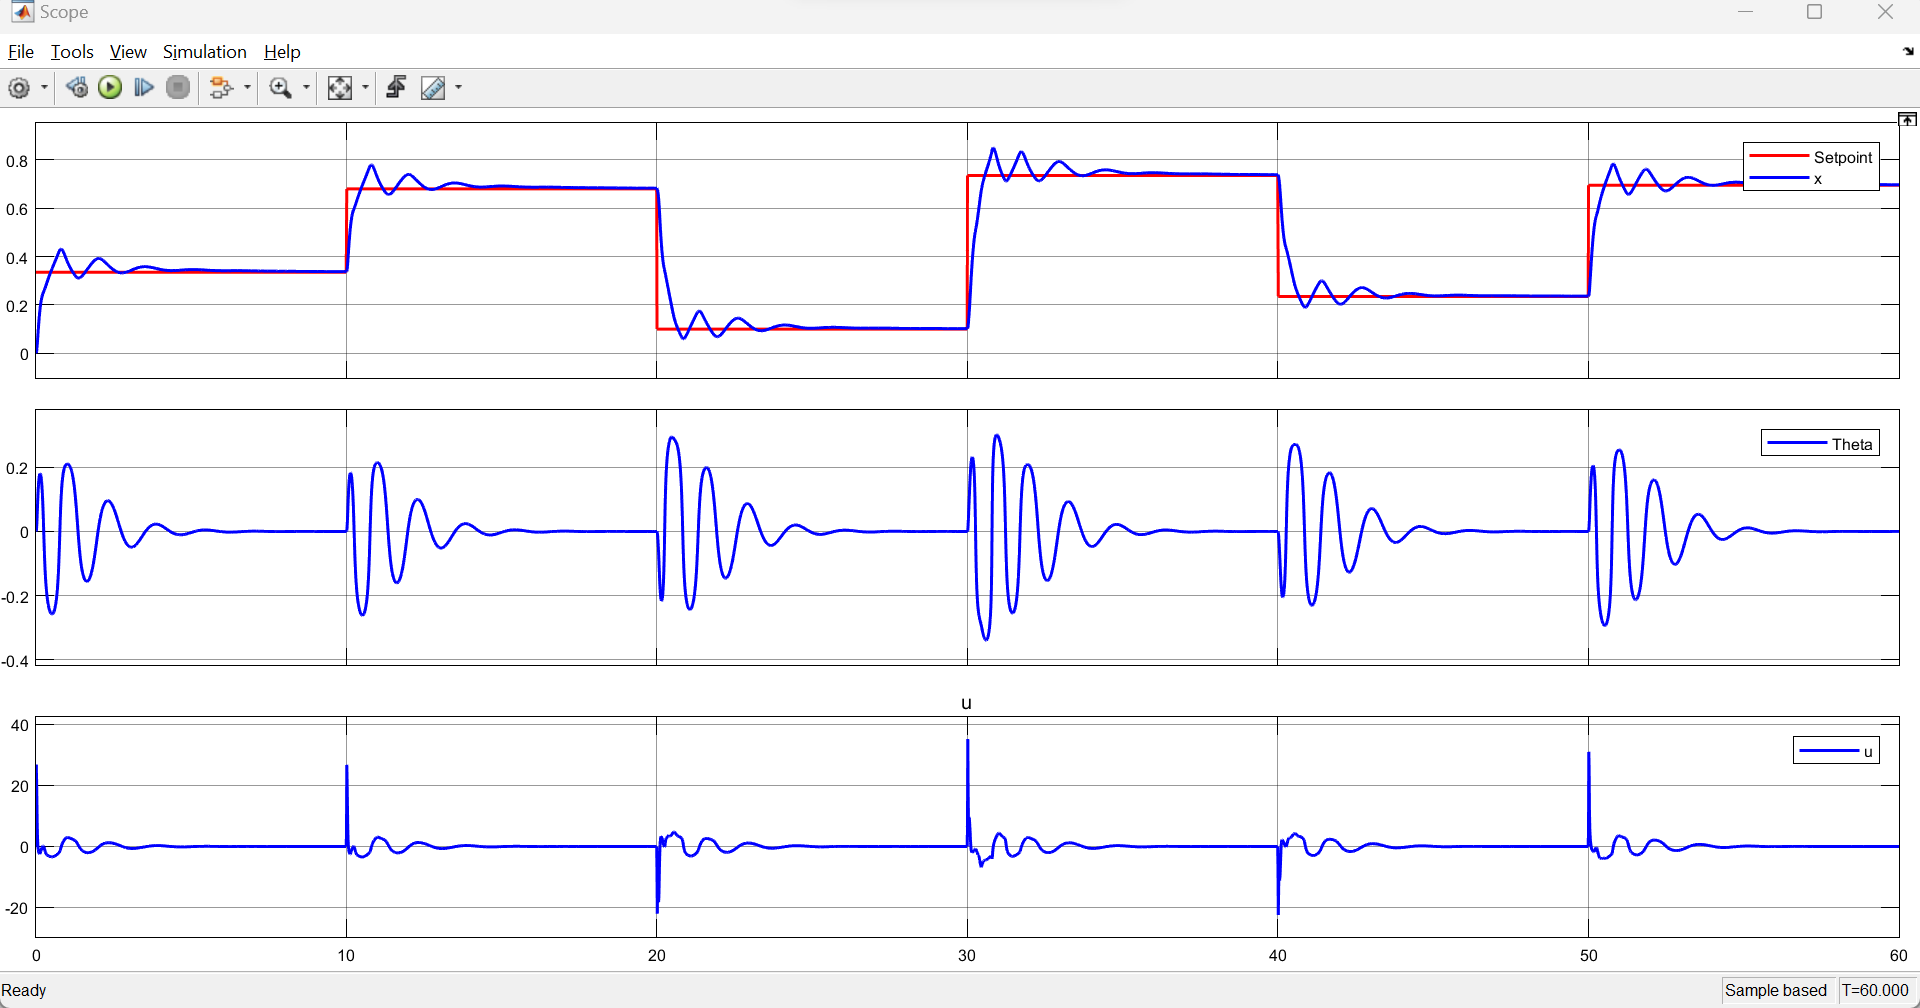 Scope
File Tools View Simulation Help
0.8
0.6
0.4
0.2
0
Setpoint
x
0.2
0
-0.2
-0.4
Theta
u
40
20
0
-20
u
0 10 20 30 40 50 60
Ready Sample based T=60.000